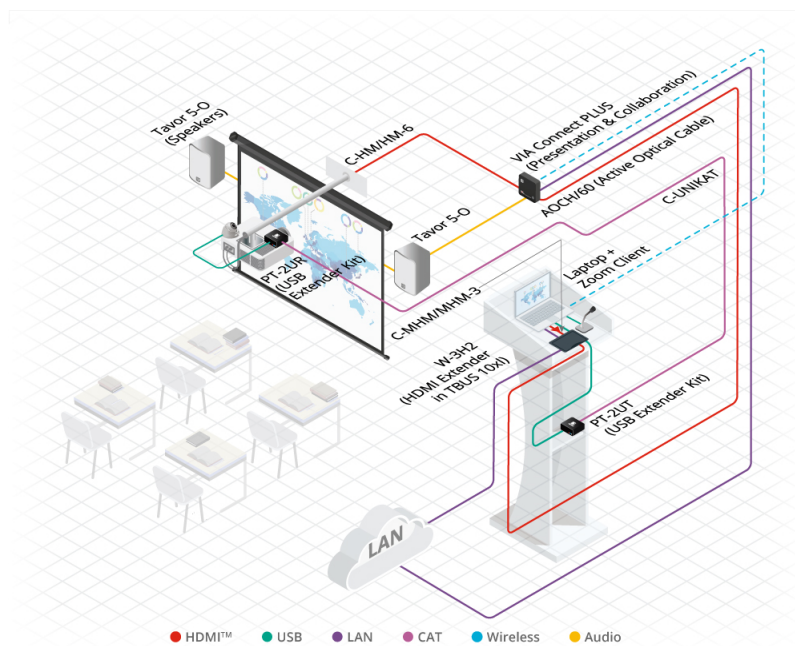 Tavor 5-O
(Speakers)
C-HM/HM-6
VIA Connect PLUS
(Presentation & Collaboration)
AOCH/60 (Active Optical Cable)
C-UNIKAT
Tavor 5-O
PT-2UR
(USB
Extender Kit)
C-MHM/MHM-3
Laptop +
Zoom Client
W-3H2
(HDMI Extender
in TBUS 10xl)
PT-2UT
(USB Extender Kit)
LAN
HDMI™
USB
LAN
CAT
Wireless
Audio